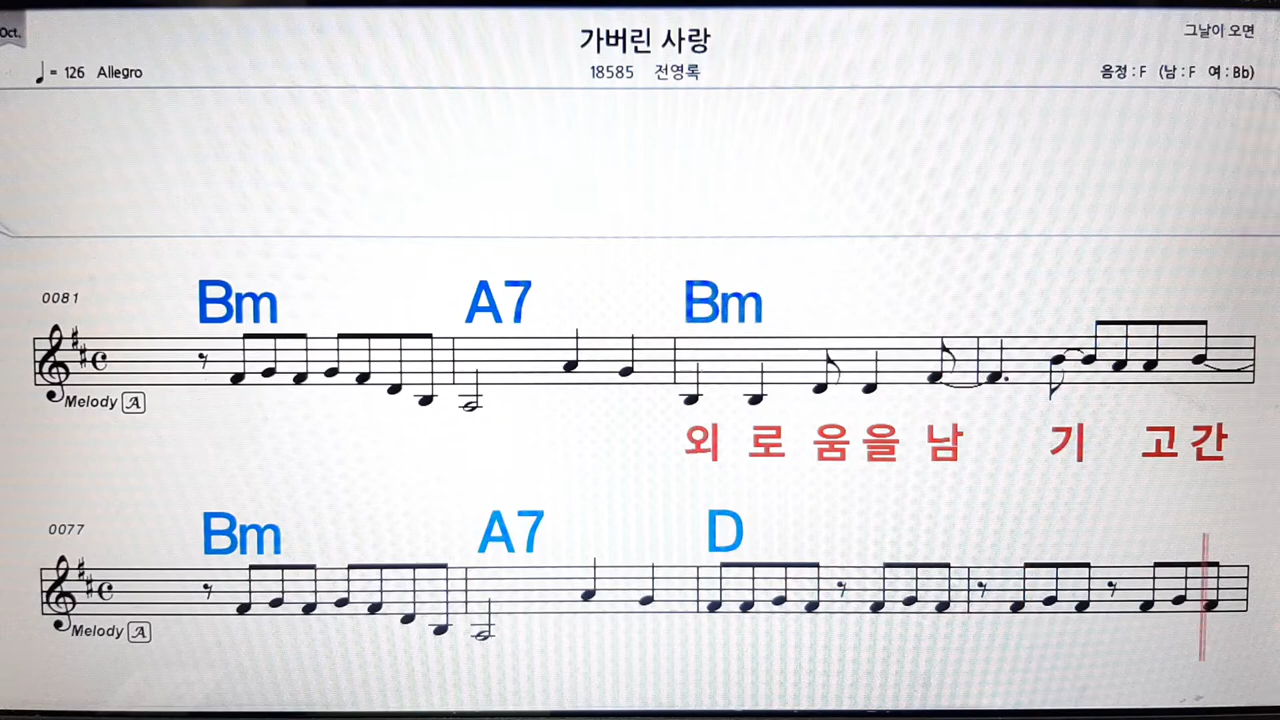 Oct.
가버린 사랑
그날이 오면
♩= 126 Allegro
18585 전영록
음정 : F (남 : F 여 : Bb)
0081
Bm A7 Bm
Melody A
외 로 움을 남 기 고간
0077
Bm A7 D
Melody A